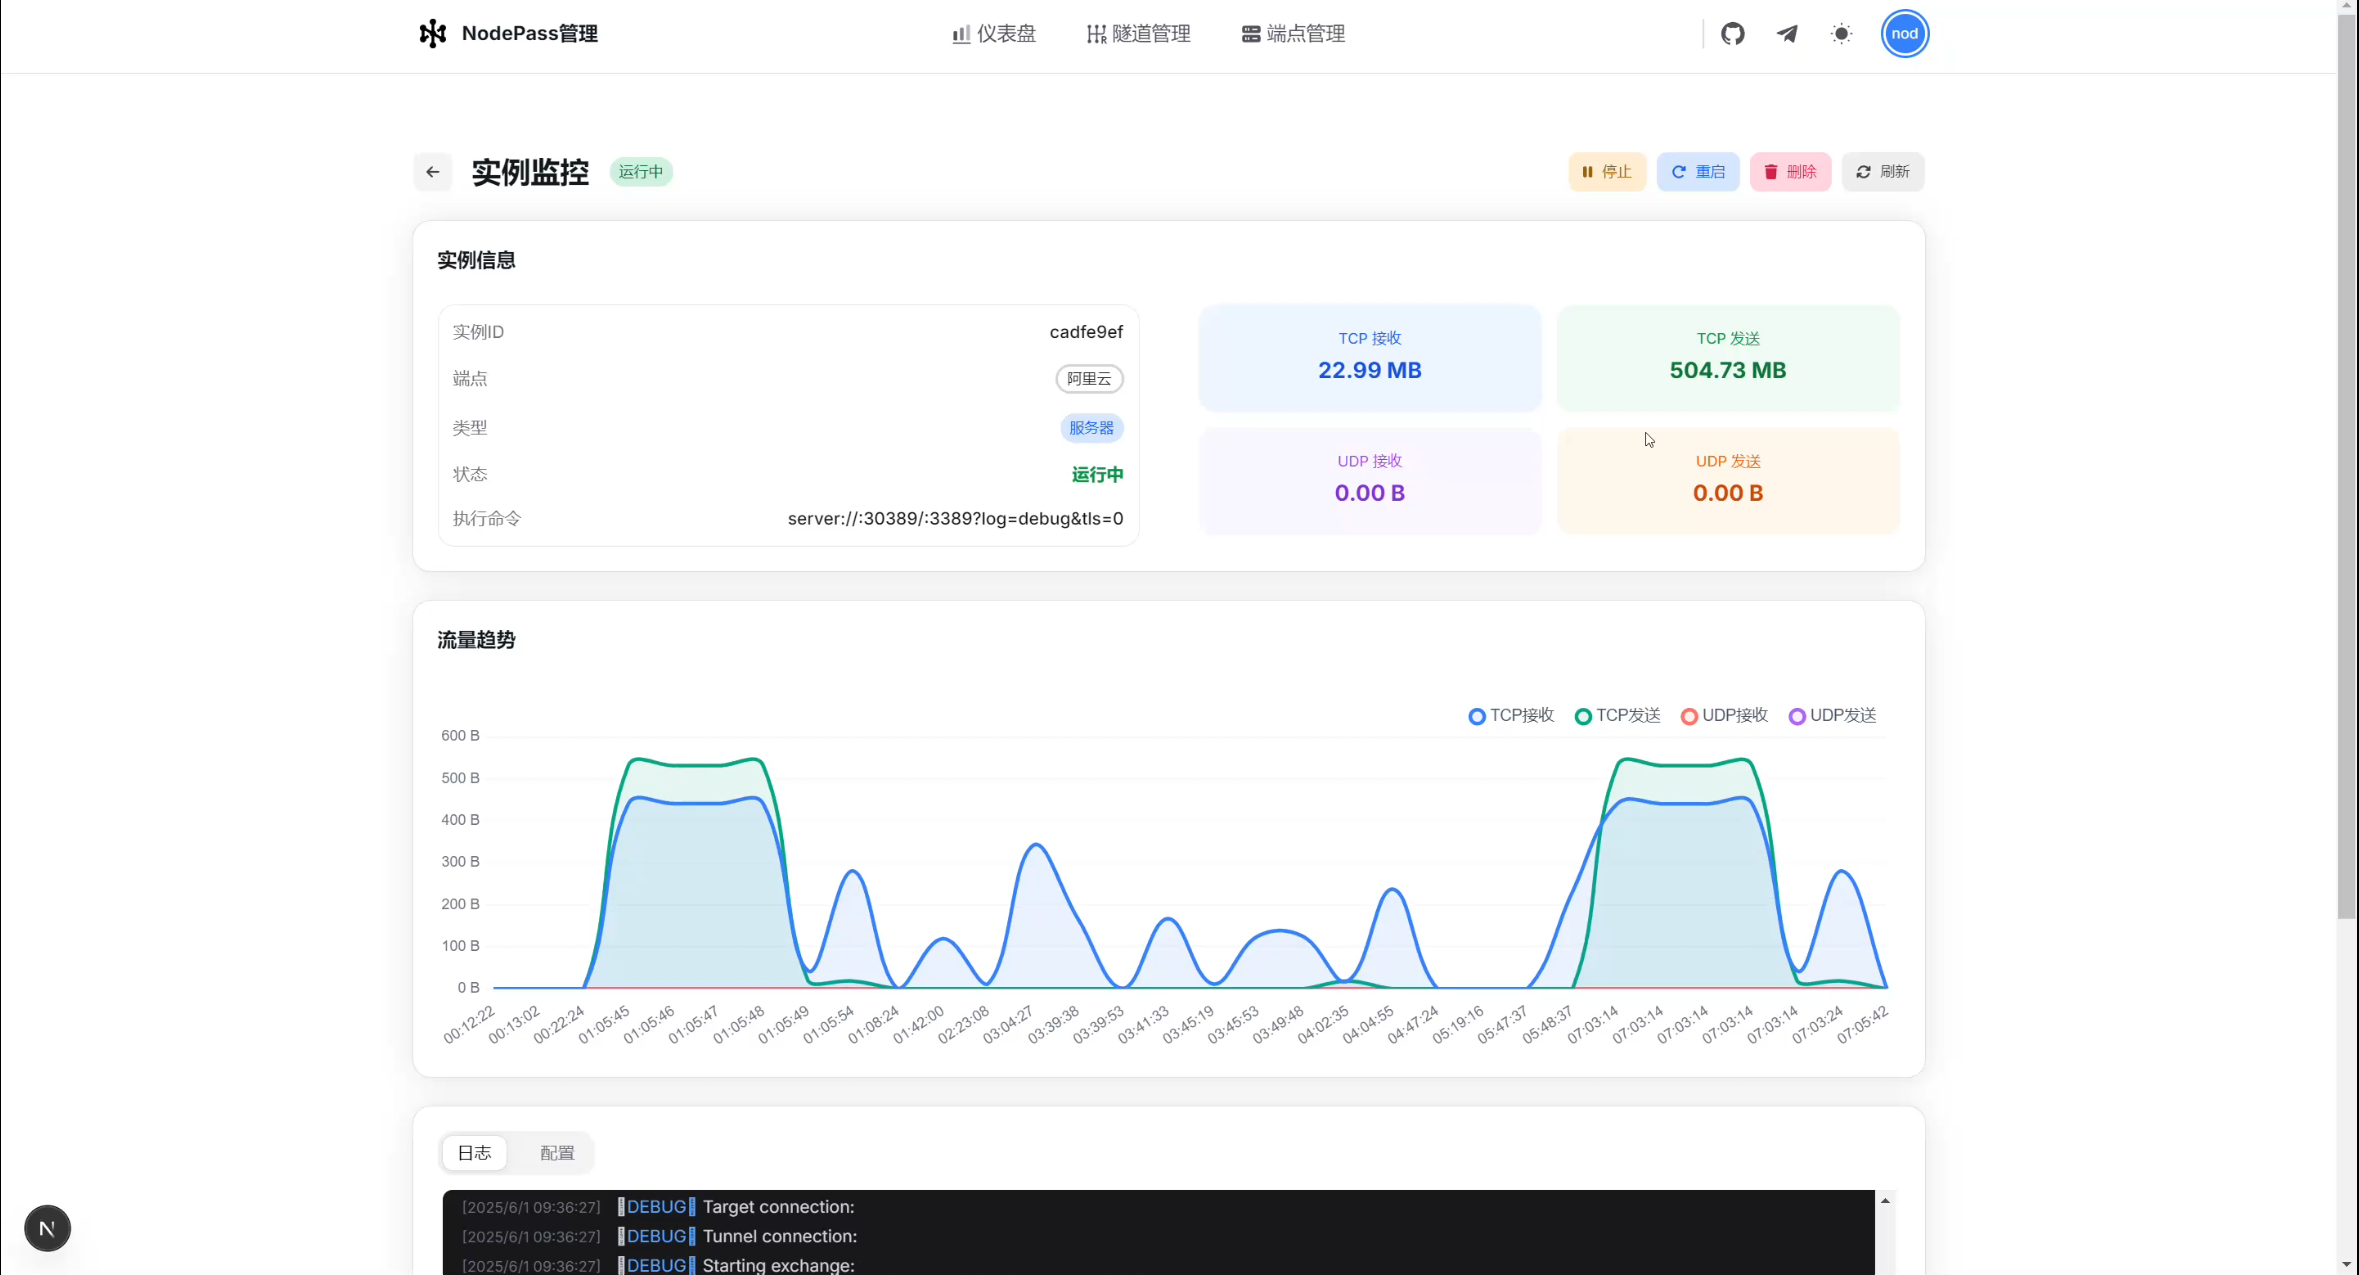 NodePass管理
仪表盘
隧道管理
端点管理
nod
实例监控
运行中
停止
重启
删除
刷新
实例信息
实例ID
cadfe9ef
端点
阿里云
类型
服务器
状态
运行中
执行命令
server://:30389/:3389?log=debug&tls=0
TCP 接收
22.99 MB
TCP 发送
504.73 MB
UDP 接收
0.00 B
UDP 发送
0.00 B
流量趋势
TCP接收
TCP发送
UDP接收
UDP发送
600 B
500 B
400 B
300 B
200 B
100 B
0 B
00:12:22
00:13:02
00:22:24
01:05:45
01:05:46
01:05:47
01:05:48
01:05:49
01:05:54
01:08:24
01:42:00
02:23:08
03:04:27
03:39:38
03:39:53
03:41:33
03:45:19
03:45:53
03:49:48
04:02:35
04:04:55
04:47:24
05:19:16
05:47:37
05:48:37
07:03:14
07:03:14
07:03:14
07:03:14
07:03:14
07:03:24
07:05:42
日志
配置
[2025/6/1 09:36:27] DEBUG Target connection:
[2025/6/1 09:36:27] DEBUG Tunnel connection:
[2025/6/1 09:36:27] DEBUG Starting exchange:
N